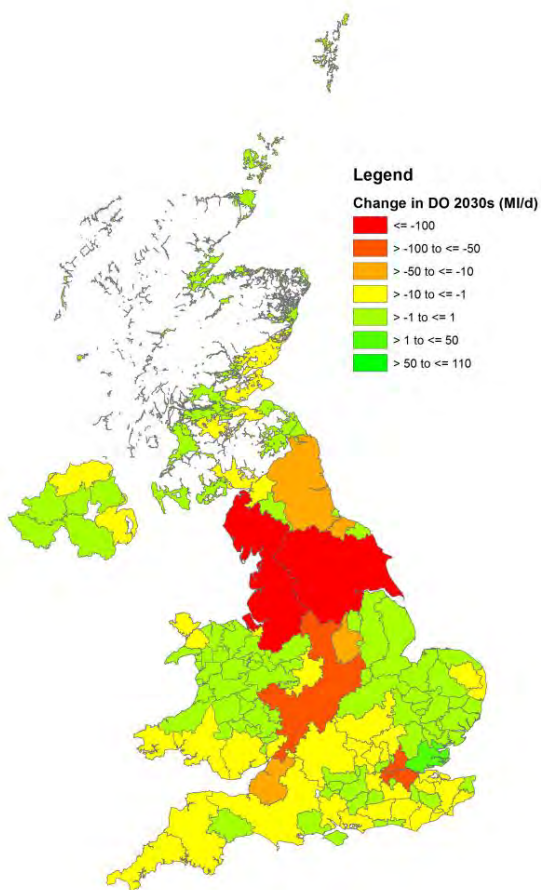 Legend
Change in DO 2030s (Ml/d)
<= -100
> -100 to <= -50
> -50 to <= -10
> -10 to <= -1
> -1 to <= 1
> 1 to <= 50
> 50 to <= 110